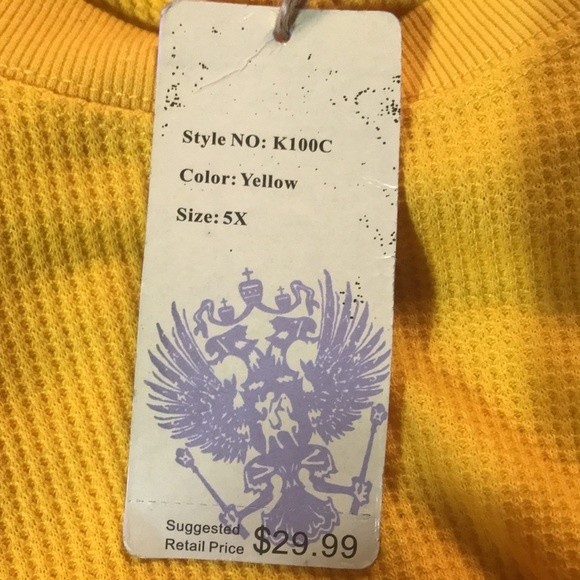 Style NO: K100C
Color: Yellow
Size: 5X
Suggested
Retail Price $29.99